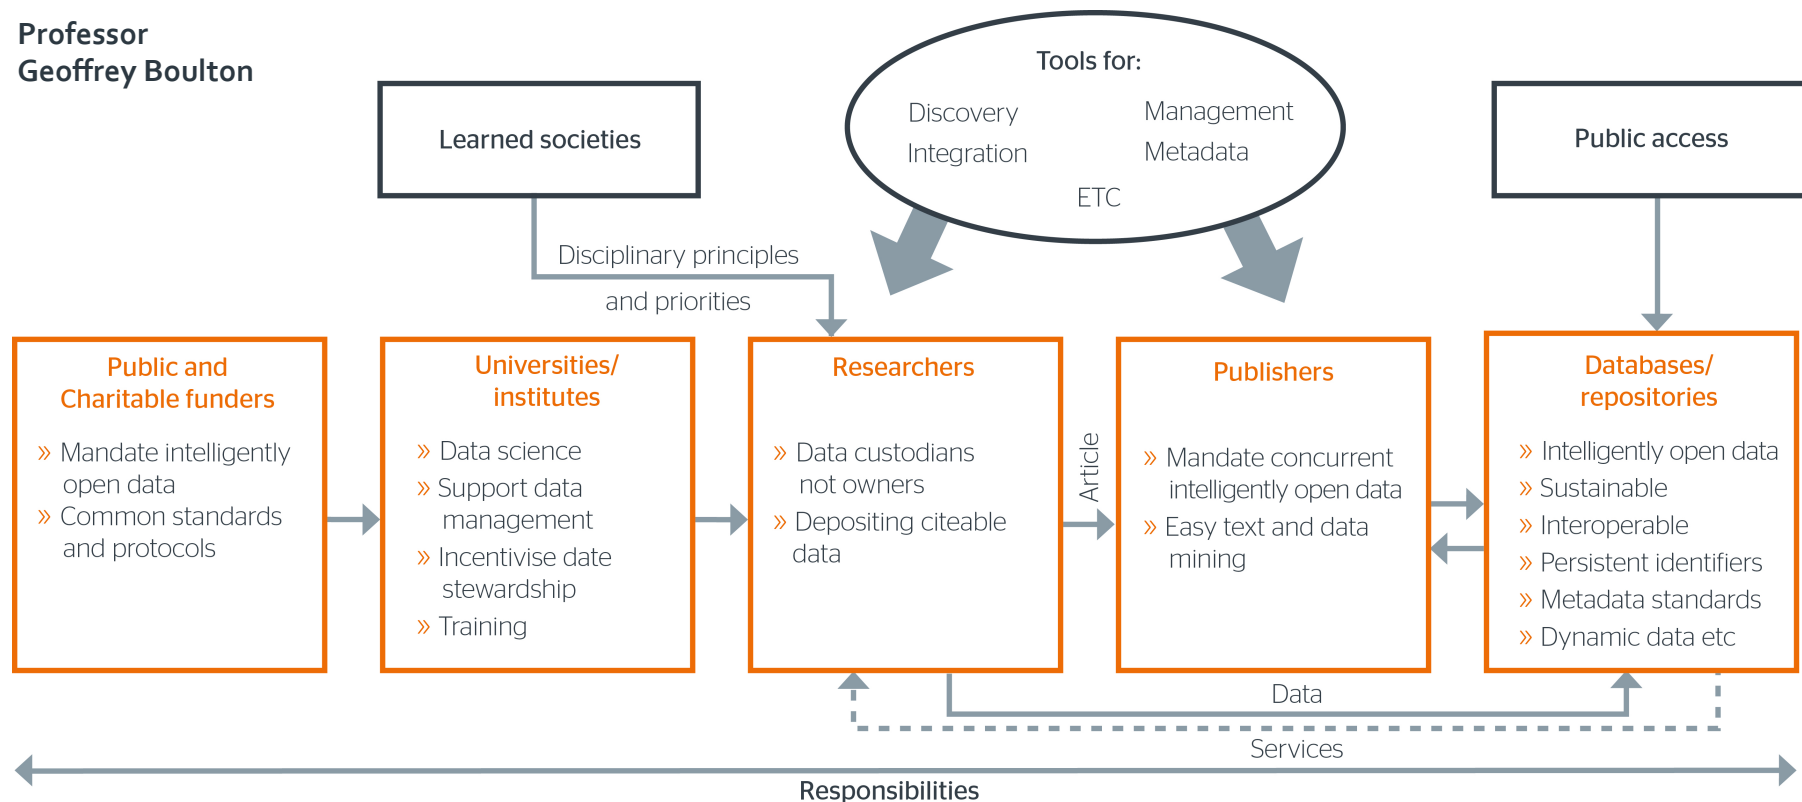 Professor
Geoffrey Boulton
Learned societies
Tools for:
Discovery
Management
Integration
Metadata
ETC
Public access
Disciplinary principles
and priorities
Public and
Charitable funders
» Mandate intelligently
open data
» Common standards
and protocols
Universities/
institutes
» Data science
» Support data
management
» Incentivise date
stewardship
» Training
Researchers
» Data custodians
not owners
» Depositing citeable
data
Article
Publishers
» Mandate concurrent
intelligently open data
» Easy text and data
mining
Databases/
repositories
» Intelligently open data
» Sustainable
» Interoperable
» Persistent identifiers
» Metadata standards
» Dynamic data etc
Data
Services
Responsibilities